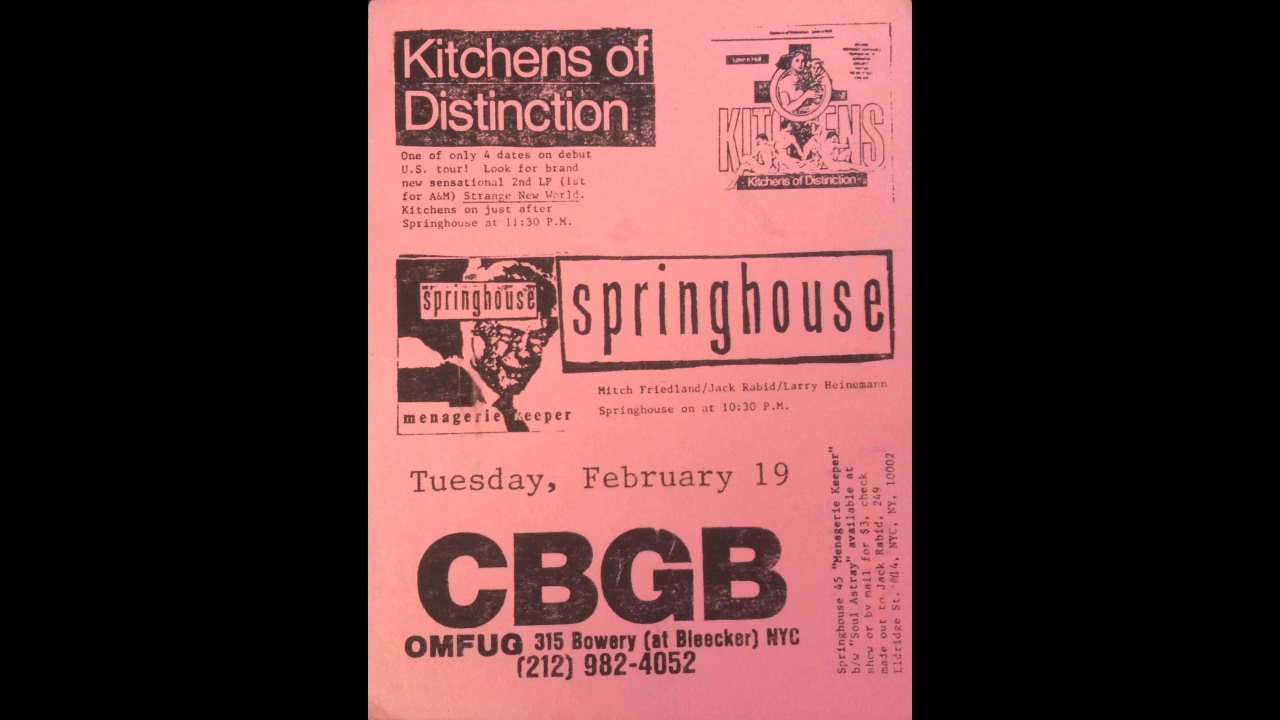 Kitchens of
Distinction
One of only 4 dates on debut
U.S. tour! Look for brand
new sensational 2nd LP (1st
for A&M) Strange New World.
Kitchens on just after
Springhouse at 11:30 P.M.
Love is Hell
KITCHENS
Kitchens of Distinction
springhouse
menagerie keeper
springhouse
Mitch Friedland/Jack Rabid/Larry Heinemann
Springhouse on at 10:30 P.M.
Tuesday, February 19
CBGB
OMFUG 315 Bowery (at Bleecker) NYC
(212) 982-4052
Springhouse 45 "Menagerie Keeper"
b/w "Soul Astray" available at
show or by mail for $3, check
made out to Jack Rabid, 249
Eldridge St. #14, NYC, NY, 10002